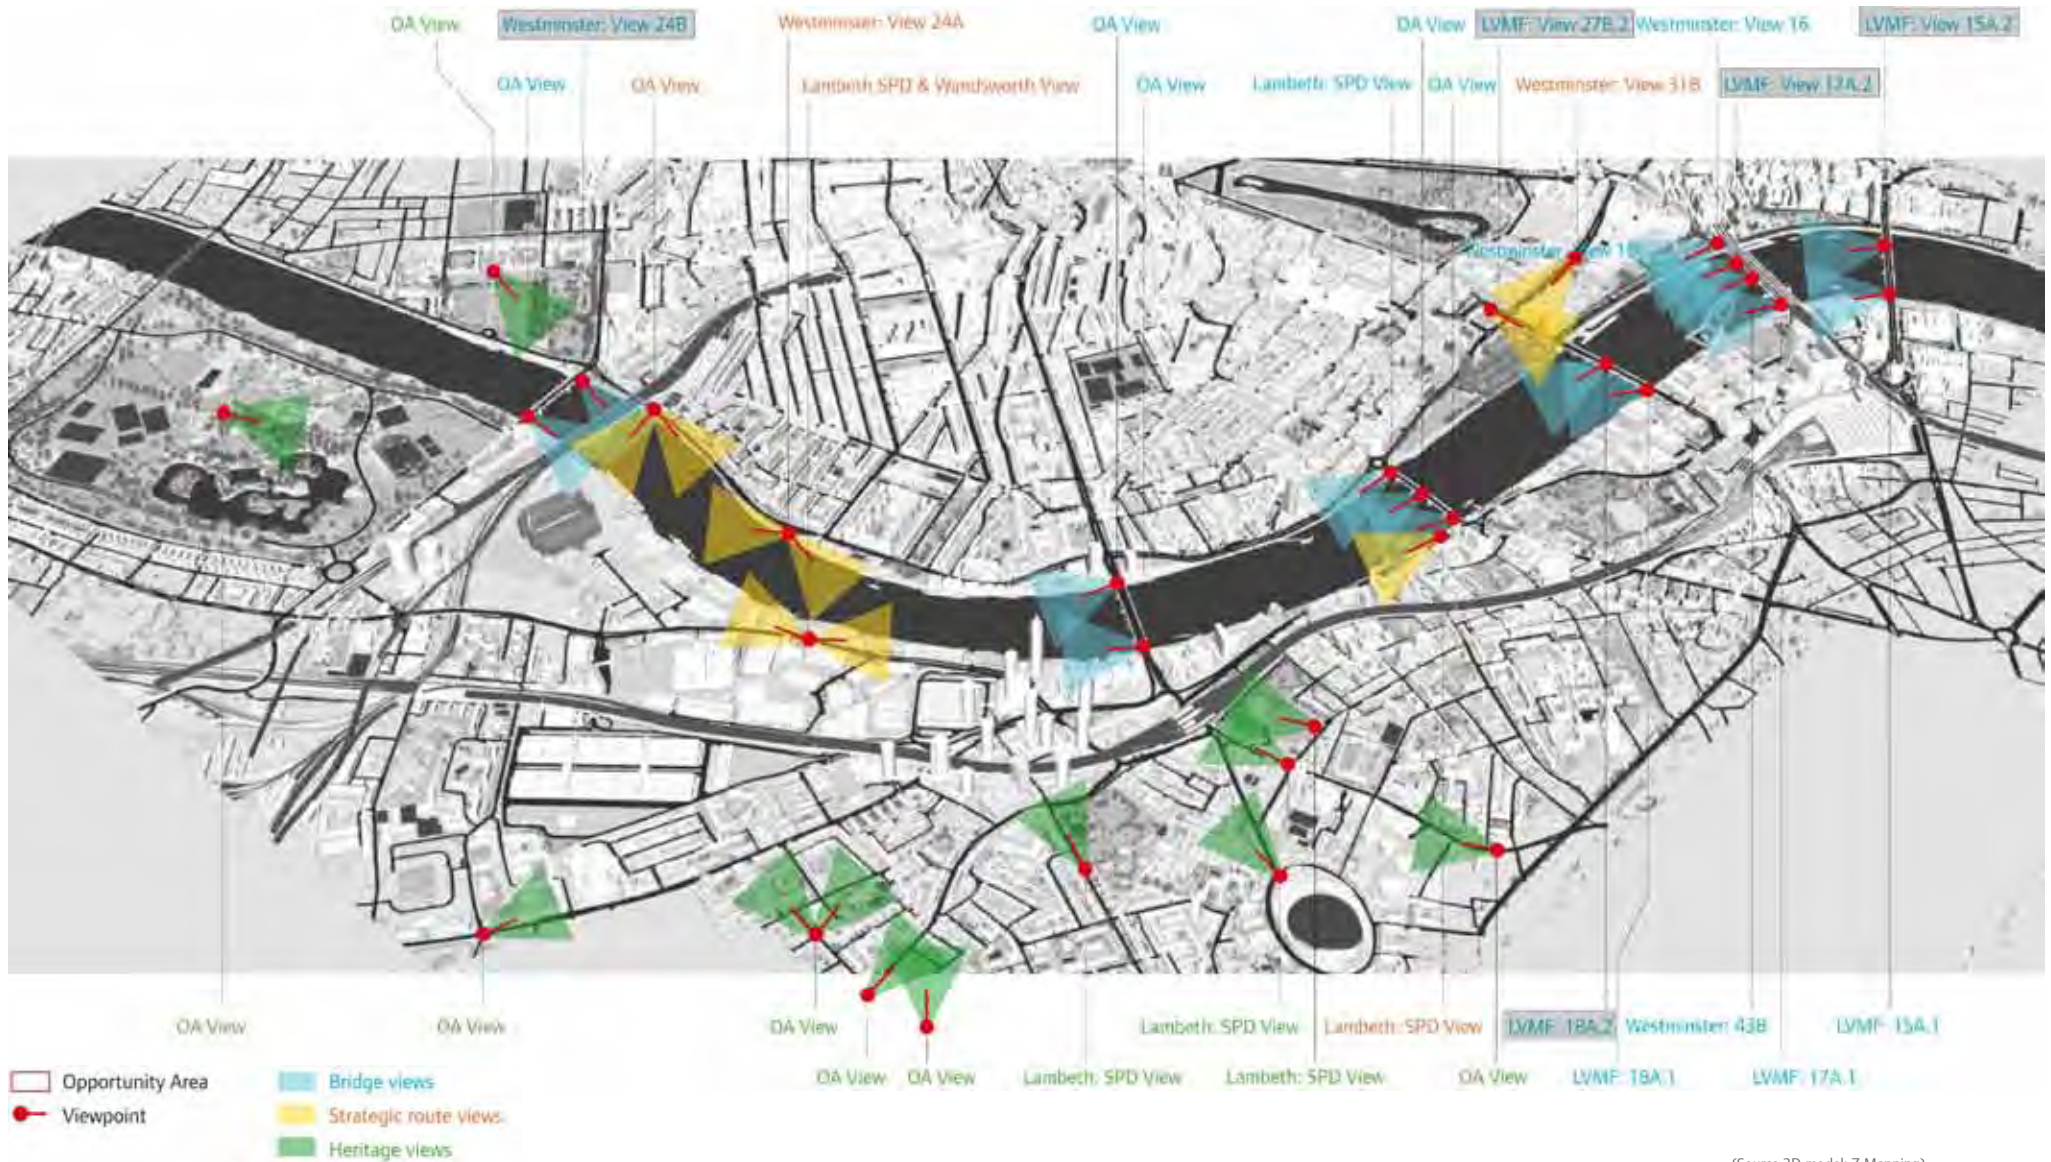 OA View
Westminster: View 24B
Westminster: View 24A
OA View
OA View
LVMF: View 27B.2
Westminster: View 16
LVMF: View 15A.2
OA View
OA View
Lambeth SPD & Wandsworth View
OA View
Lambeth: SPD View
OA View
Westminster: View 31B
LVMF: View 17A.2
Westminster: View 16
OA View
OA View
OA View
Lambeth: SPD View
Lambeth: SPD View
LVMF: 18A.2
Westminster: 43B
LVMF: 15A.1
OA View
OA View
Lambeth: SPD View
Lambeth: SPD View
OA View
LVMF: 18A.1
LVMF: 17A.1
Opportunity Area
Viewpoint
Bridge views
Strategic route views
Heritage views